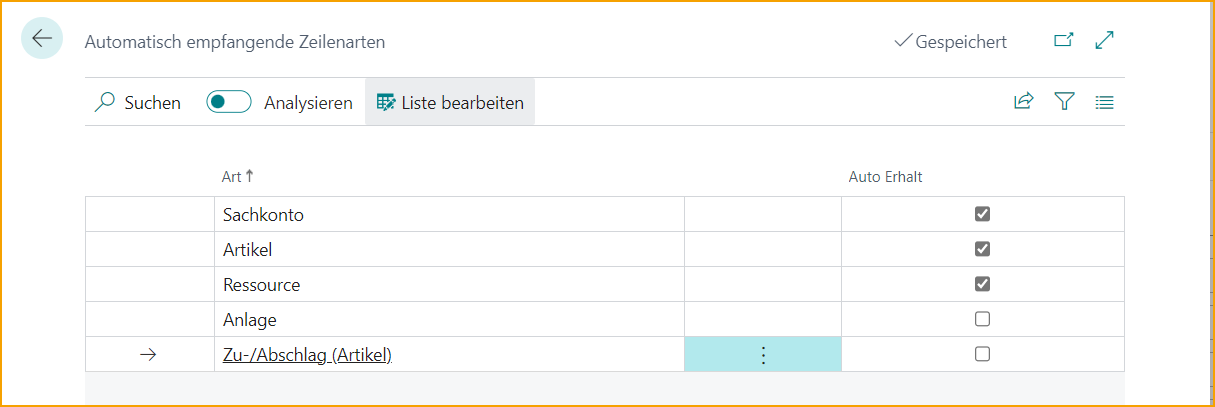 Automatisch empfangende Zeilenarten
Gespeichert
Suchen Analysieren Liste bearbeiten
Art Auto Erhalt
Sachkonto
Artikel
Ressource
Anlage
Zu-/Abschlag (Artikel)